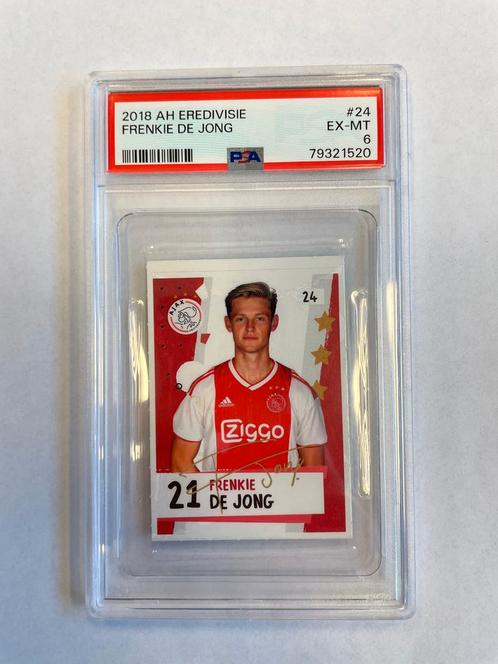 2018 AH EREDIVISIE #24
FRENKIE DE JONG EX-MT
6
PSA 79321520
24
AJAX
adidas
Ziggo
21 FRENKIE
DE JONG